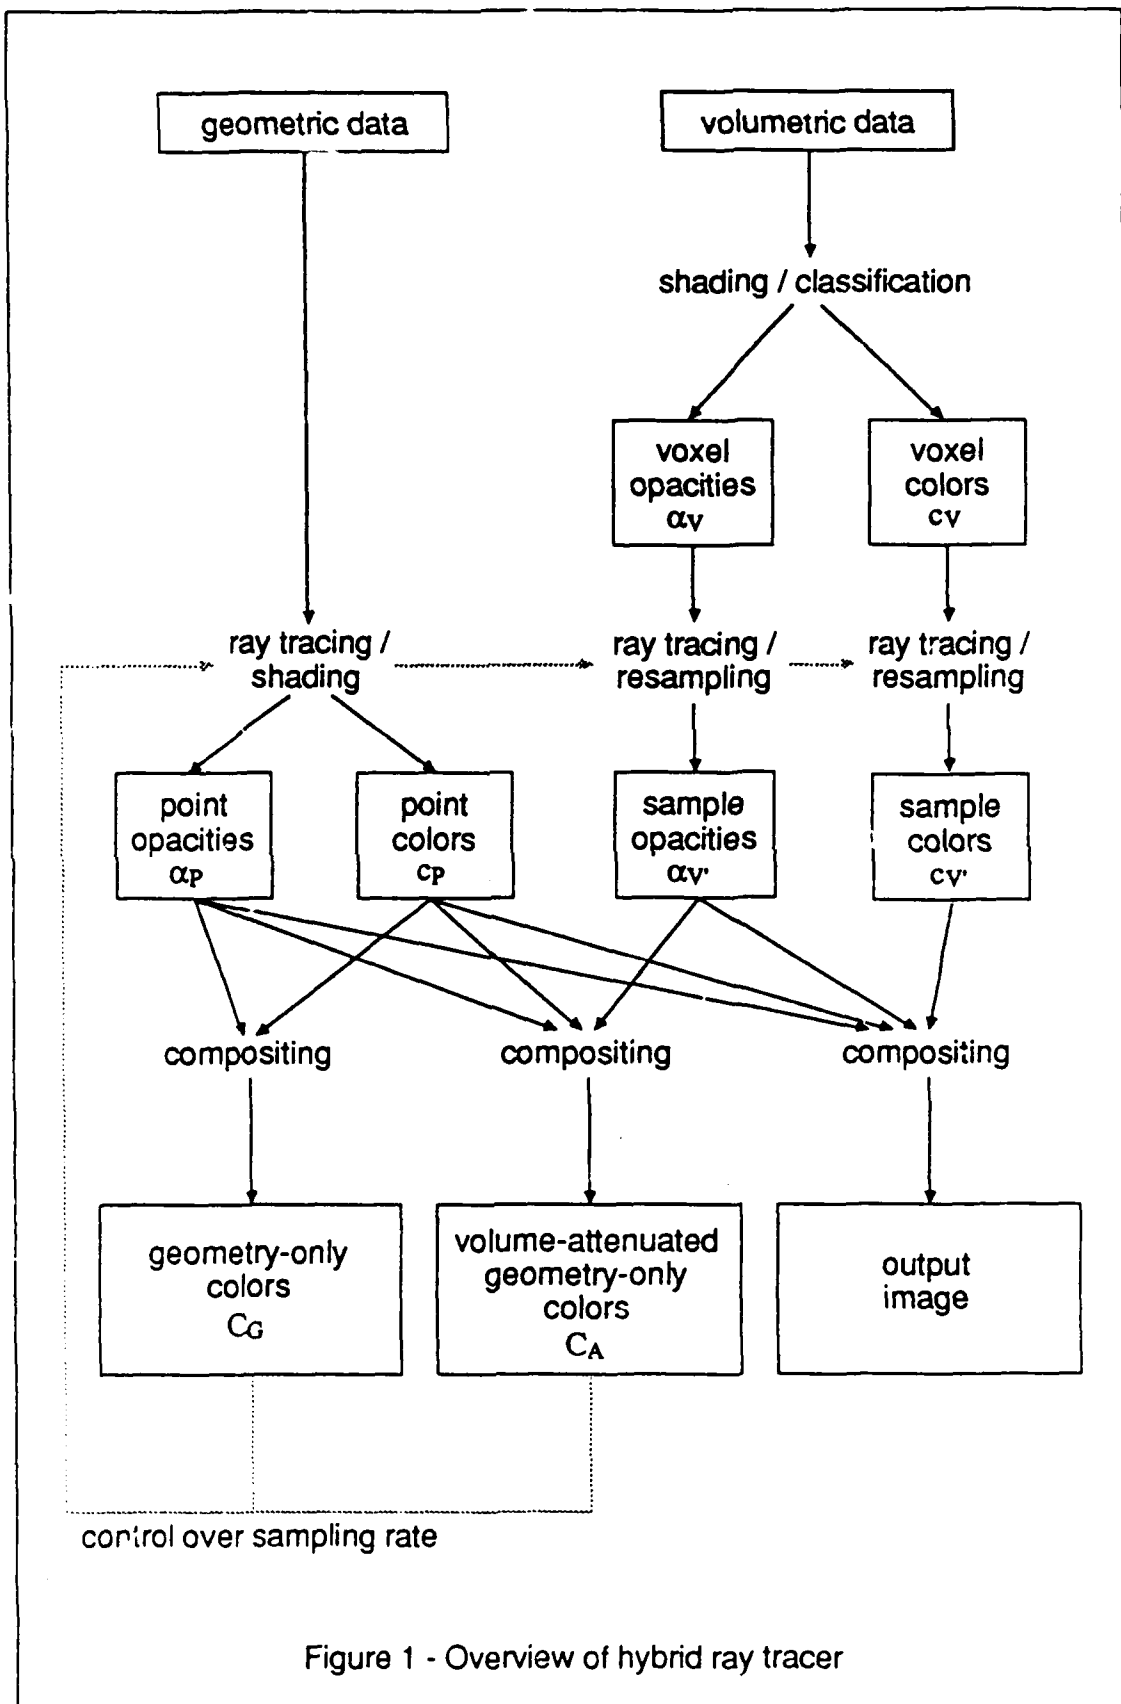 geometric data
volumetric data
shading / classification
voxel
opacities
αV
voxel
colors
cV
ray tracing /
shading
ray tracing /
resampling
ray tracing /
resampling
point
opacities
αP
point
colors
cP
sample
opacities
αV'
sample
colors
cV'
compositing
compositing
compositing
geometry-only
colors
CG
volume-attenuated
geometry-only
colors
CA
output
image
control over sampling rate
Figure 1 - Overview of hybrid ray tracer